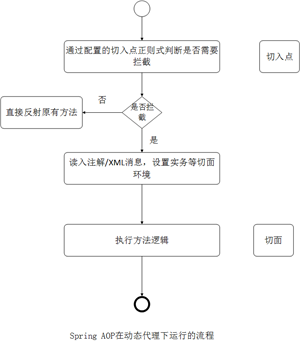 通过配置的切入点正则式判断是否需要
拦截
切入点
否
是否拦
截
直接反射原有方法
是
读入注解/XML消息，设置实务等切面
环境
执行方法逻辑
切面
Spring AOP在动态代理下运行的流程